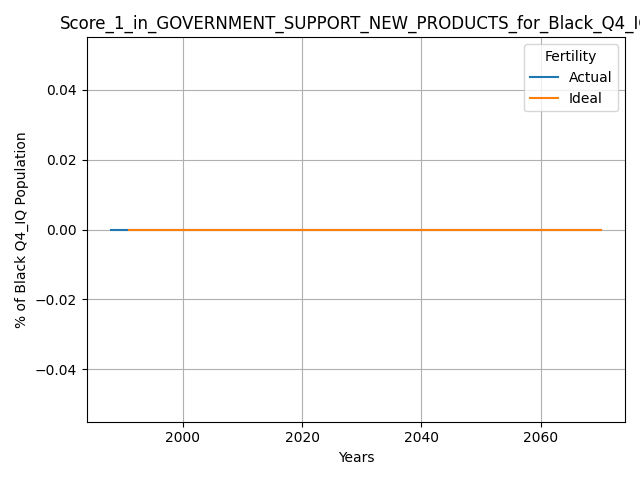 Score_1_in_GOVERNMENT_SUPPORT_NEW_PRODUCTS_for_Black_Q4_I
Fertility
Actual
Ideal
0.04
0.02
0.00
−0.02
−0.04
% of Black Q4_IQ Population
2000
2020
2040
2060
Years